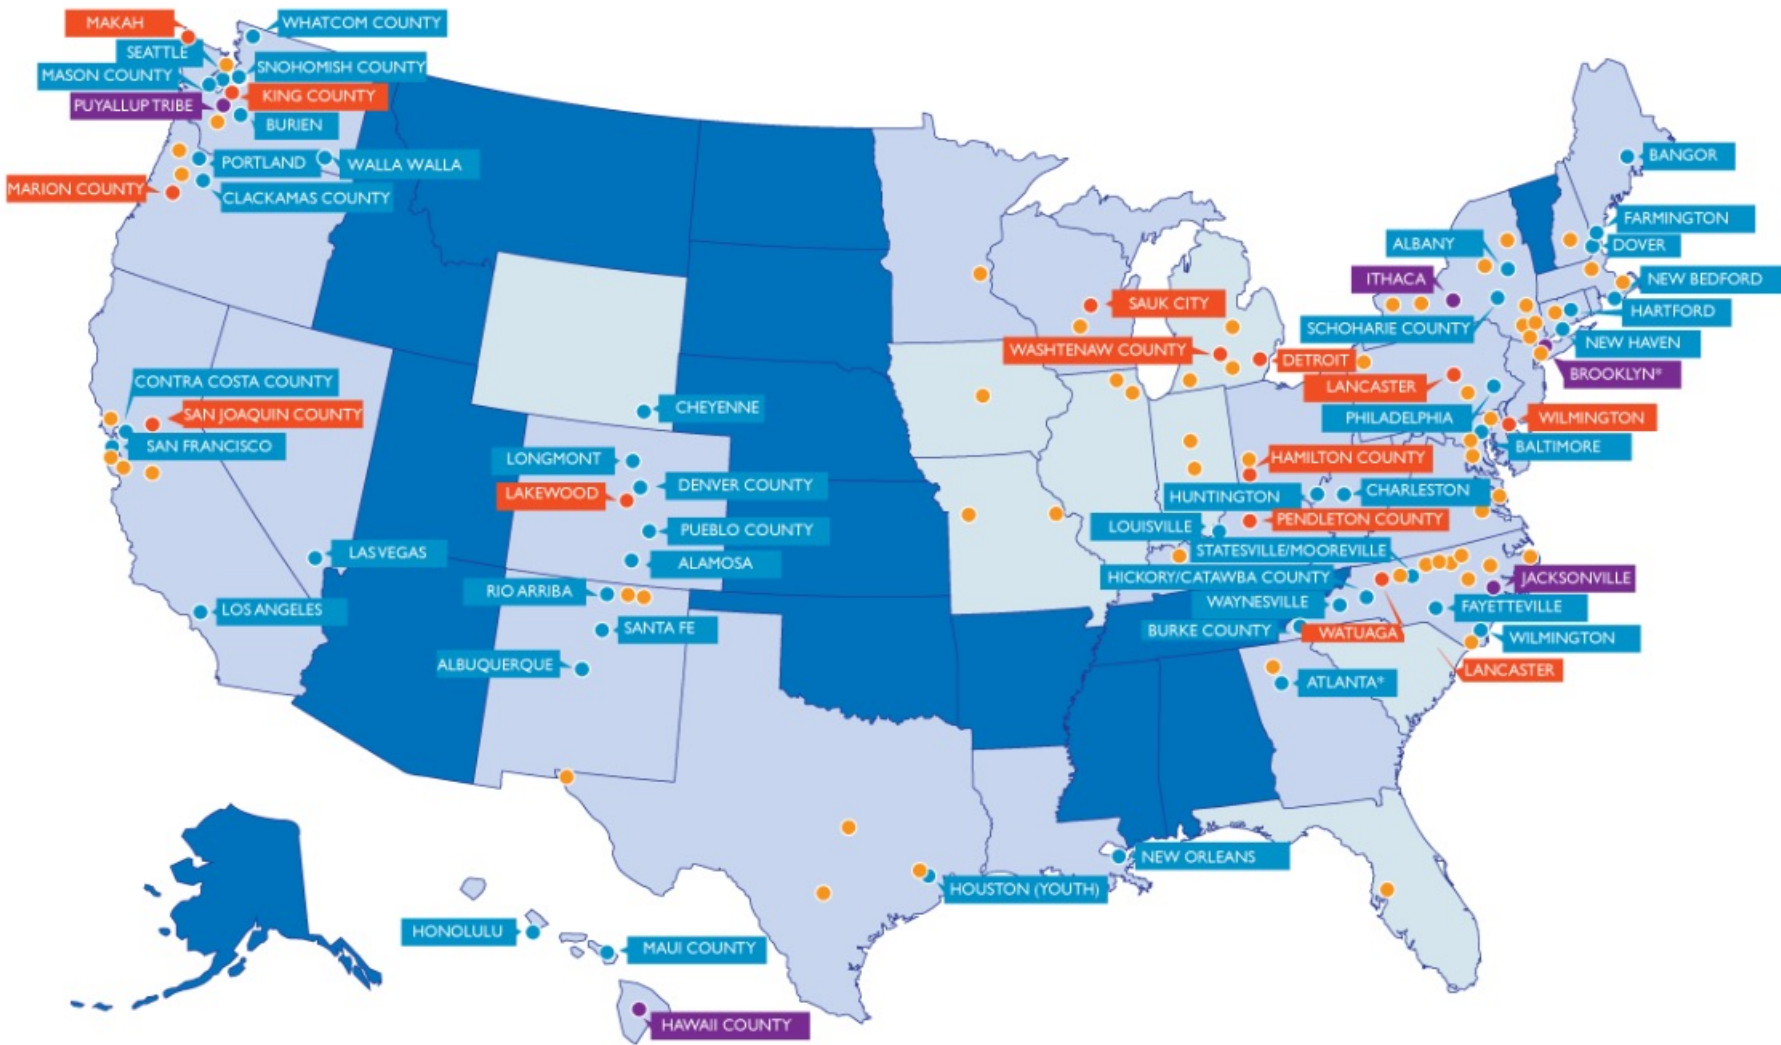 MAKAH
WHATCOM COUNTY
SEATTLE
SNOHOMISH COUNTY
MASON COUNTY
KING COUNTY
PUYALLUP TRIBE
BURIEN
PORTLAND
WALLA WALLA
MARION COUNTY
CLACKAMAS COUNTY
BANGOR
FARMINGTON
ALBANY
DOVER
ITHACA
NEW BEDFORD
SAUK CITY
HARTFORD
SCHOHARIE COUNTY
NEW HAVEN
WASHTENAW COUNTY
DETROIT
BROOKLYN*
CONTRA COSTA COUNTY
LANCASTER
SAN JOAQUIN COUNTY
CHEYENNE
PHILADELPHIA
WILMINGTON
SAN FRANCISCO
BALTIMORE
LONGMONT
HAMILTON COUNTY
DENVER COUNTY
LAKEWOOD
HUNTINGTON
CHARLESTON
PUEBLO COUNTY
LOUISVILLE
PENDLETON COUNTY
LAS VEGAS
ALAMOSA
STATESVILLE/MOOREVILLE
HICKORY/CATAWBA COUNTY
JACKSONVILLE
RIO ARRIBA
WAYNESVILLE
FAYETTEVILLE
LOS ANGELES
SANTA FE
BURKE COUNTY
WATUAGA
WILMINGTON
ALBUQUERQUE
LANCASTER
ATLANTA*
NEW ORLEANS
HOUSTON (YOUTH)
HONOLULU
MAUI COUNTY
HAWAII COUNTY